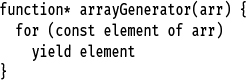 function* arrayGenerator(arr) {
  for (const element of arr)
    yield element
}